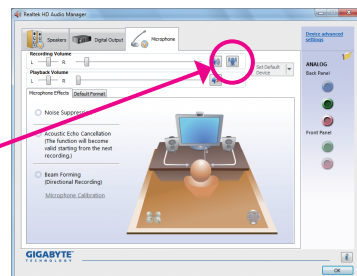 Realtek HD Audio Manager
Speakers
Digital Output
Microphone
Device advanced
settings
Recording Volume
L
R
Set Default
Device
Playback Volume
L
R
ANALOG
Back Panel
Microphone Effects
Default Format
Noise Suppression
Acoustic Echo Cancellation
(The function will become
valid starting from the next
recording.)
Front Panel
Beam Forming
(Directional Recording)
Microphone Calibration
GIGABYTE
TECHNOLOGY
OK